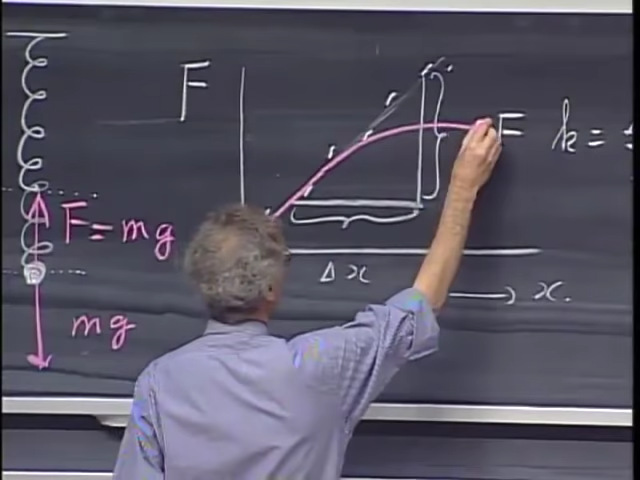 F
F
k =
F = mg
Δx
x.
mg